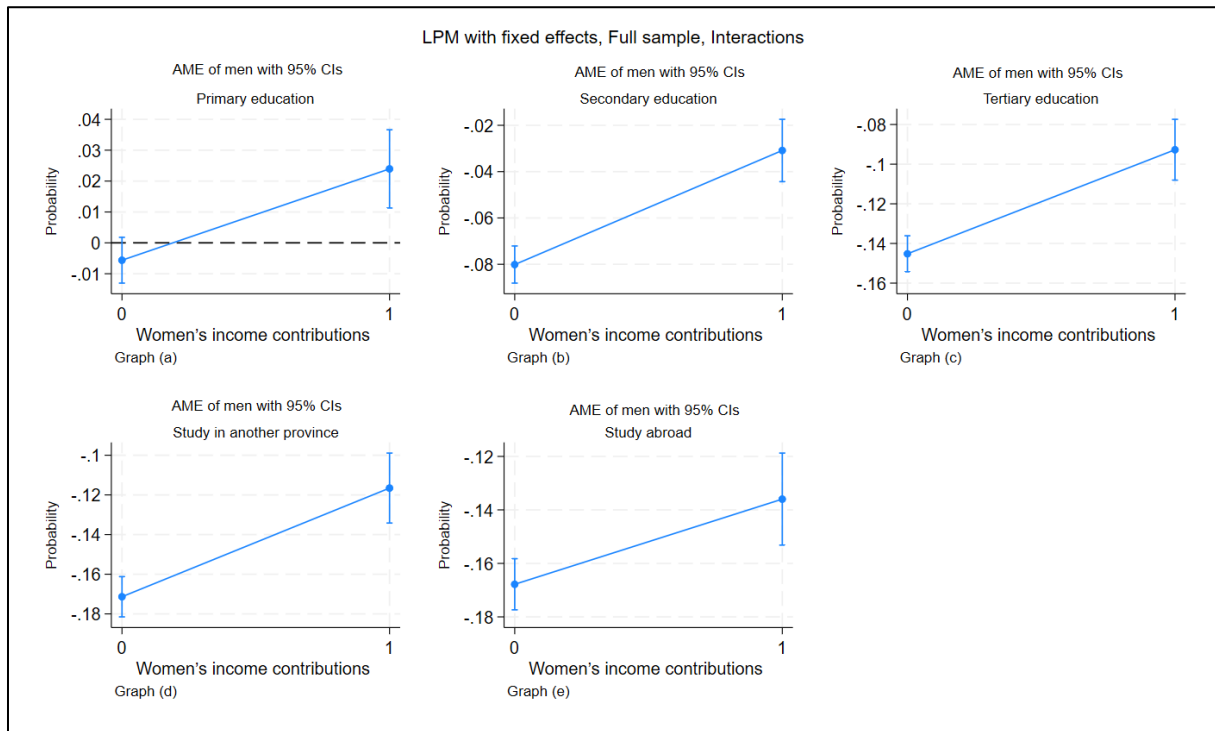 LPM with fixed effects, Full sample, Interactions
AME of men with 95% CIs
Primary education
.04
.03
.02
.01
0
-.01
Probability
0 1
Women's income contributions
Graph (a)
AME of men with 95% CIs
Secondary education
-.02
-.04
-.06
-.08
Probability
0 1
Women's income contributions
Graph (b)
AME of men with 95% CIs
Tertiary education
-.08
-.1
-.12
-.14
-.16
Probability
0 1
Women's income contributions
Graph (c)
AME of men with 95% CIs
Study in another province
-.1
-.12
-.14
-.16
-.18
Probability
0 1
Women's income contributions
Graph (d)
AME of men with 95% CIs
Study abroad
-.12
-.14
-.16
-.18
Probability
0 1
Women's income contributions
Graph (e)